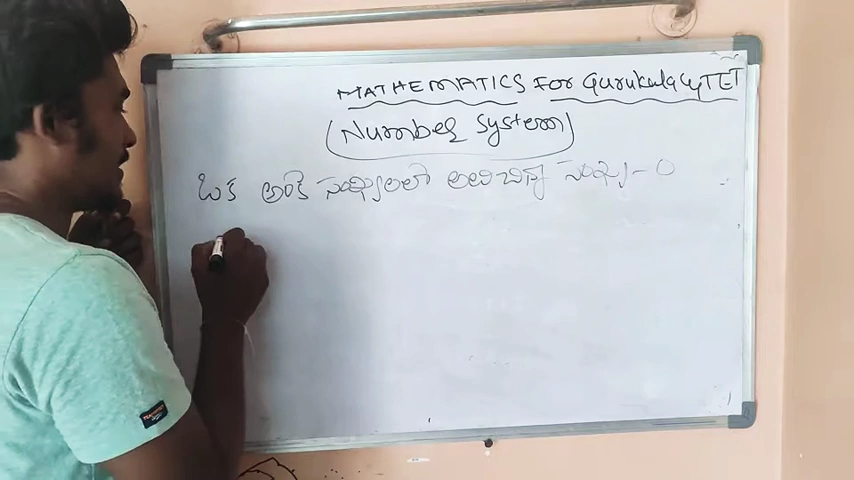 MATHEMATICS FOR Gurukula TET
(Number System)
ఒక అంకె సంఖ్యలలో అతిచిన్న సంఖ్య - 0